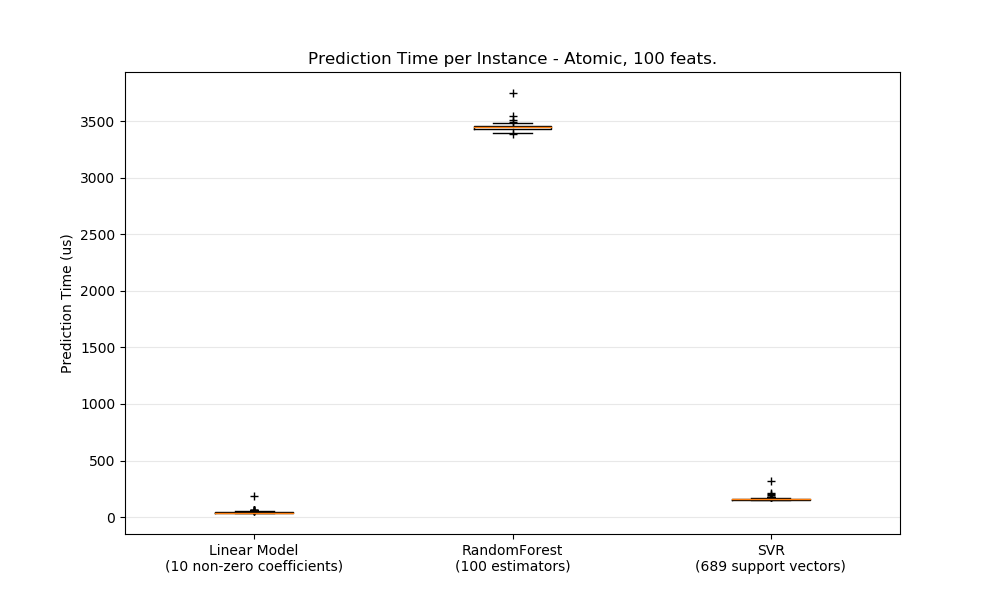 Prediction Time per Instance - Atomic, 100 feats.
Prediction Time (us)
3500
3000
2500
2000
1500
1000
500
0
Linear Model
(10 non-zero coefficients)
RandomForest
(100 estimators)
SVR
(689 support vectors)